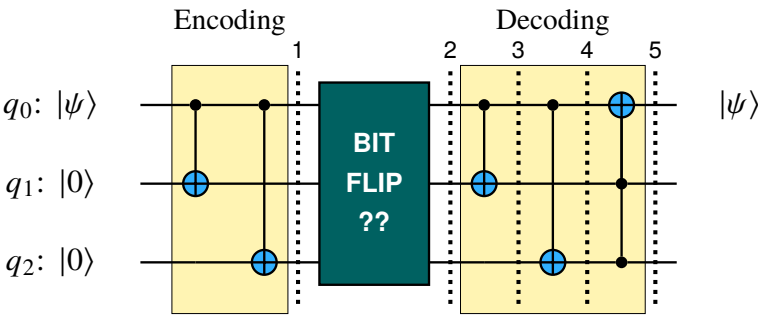 Encoding Decoding
1 2 3 4 5
q₀: |ψ⟩ |ψ⟩
BIT
q₁: |0⟩ FLIP
??
q₂: |0⟩